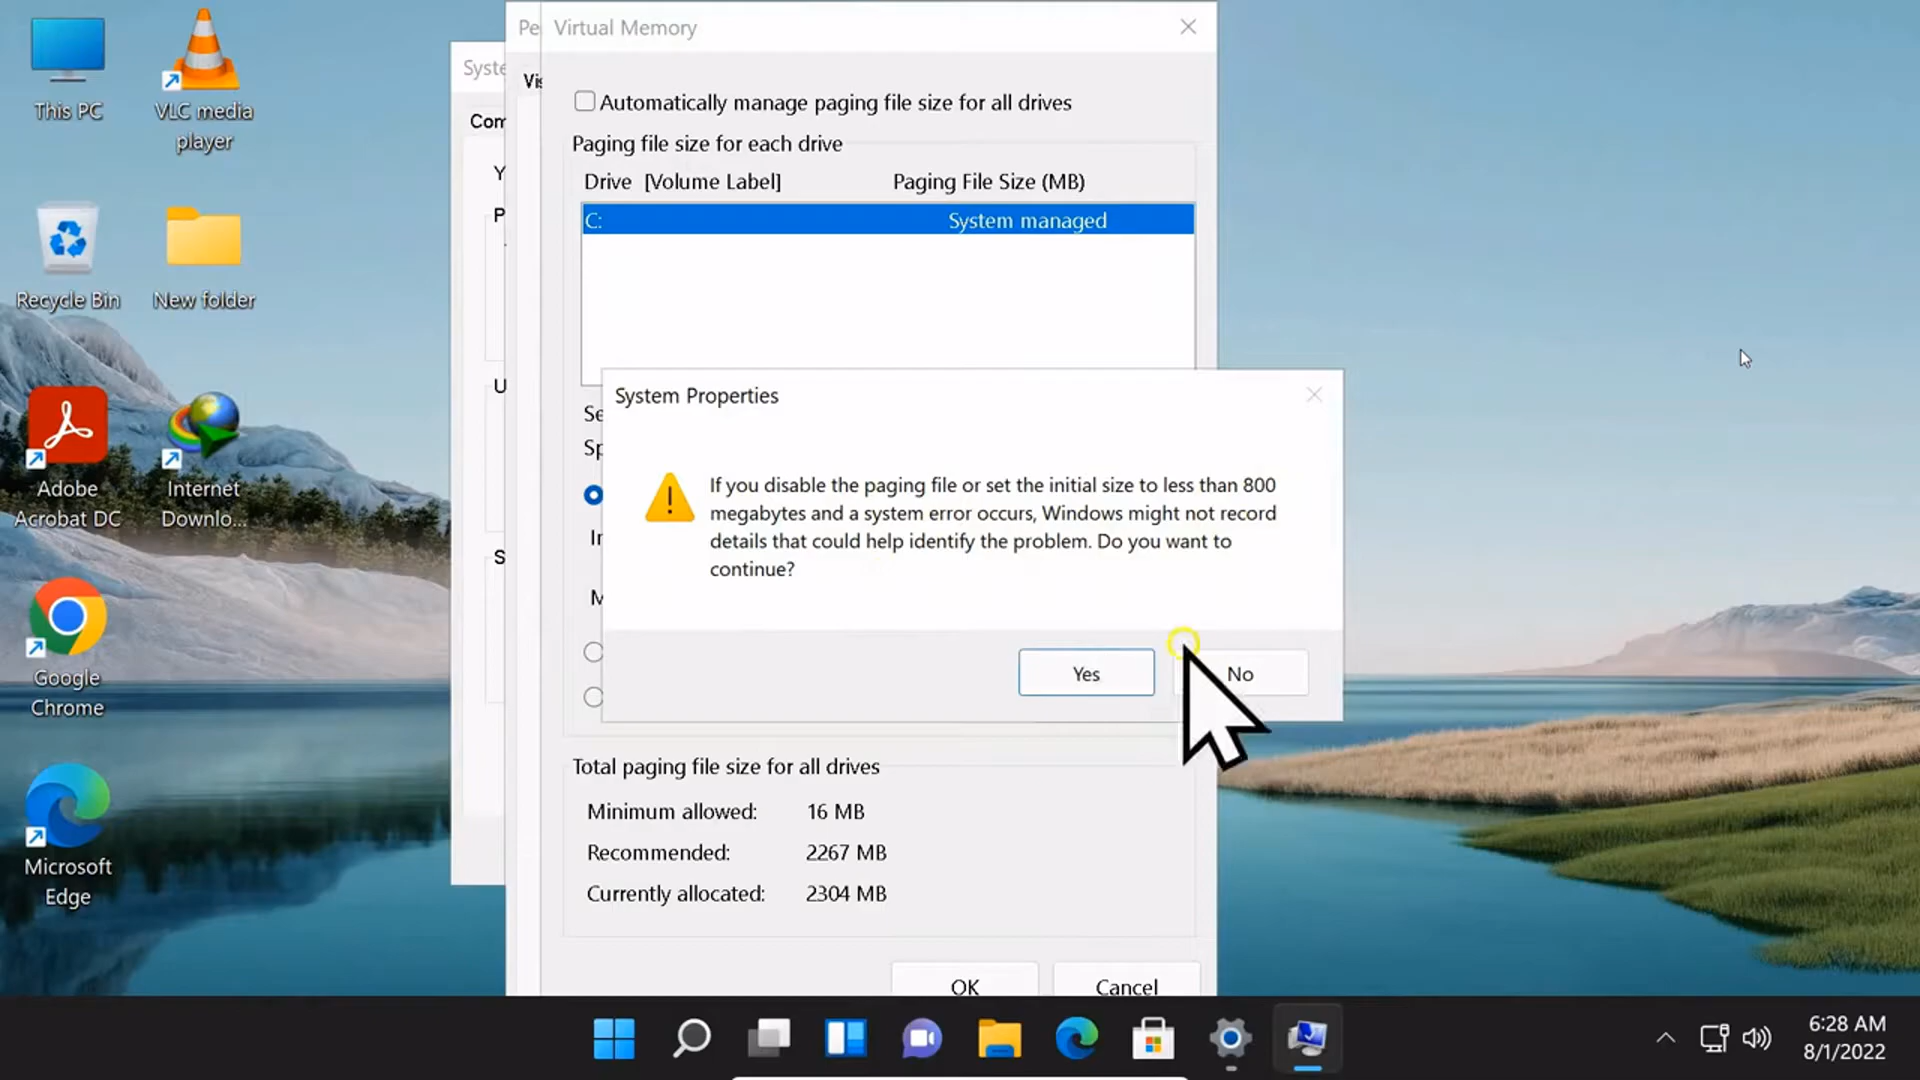 This PC
VLC media
player
Recycle Bin
New folder
Adobe
Acrobat DC
Internet
Downlo...
Google
Chrome
Microsoft
Edge
Syste
Com
Y
P
U
S
Pe
Vis
Virtual Memory
Automatically manage paging file size for all drives
Paging file size for each drive
Drive [Volume Label] Paging File Size (MB)
C: System managed
Se
Sp
In
M
System Properties
If you disable the paging file or set the initial size to less than 800
megabytes and a system error occurs, Windows might not record
details that could help identify the problem. Do you want to
continue?
Yes No
Total paging file size for all drives
Minimum allowed: 16 MB
Recommended: 2267 MB
Currently allocated: 2304 MB
OK Cancel
6:28 AM
8/1/2022